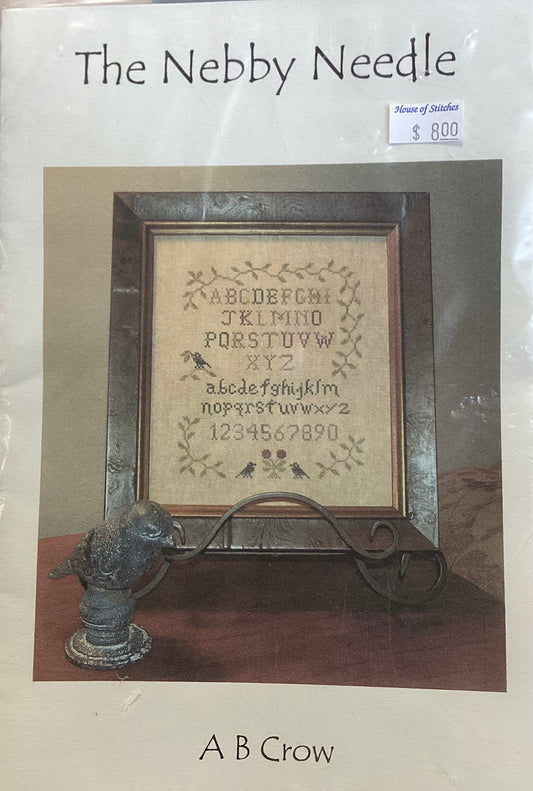 The Nebby Needle
House of Stitches
$ 8.00
ABCDEFGHI
JKLMNO
PQRSTUVW
XYZ
abcdefghijklm
nopqrstuvwxyz
1234567890
A B Crow